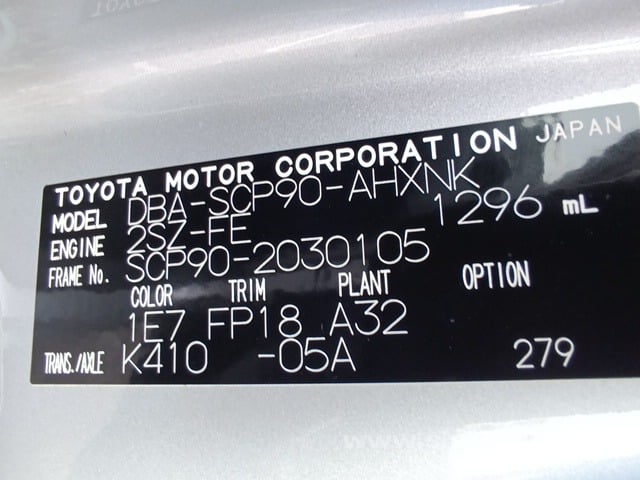 TOYOTA MOTOR CORPORATION JAPAN
MODEL DBA-SCP90-AHXNK
ENGINE 2SZ-FE 1296 mL
FRAME No. SCP90-2030105
COLOR TRIM PLANT OPTION
1E7 FP18 A32
TRANS./AXLE K410 -05A 279